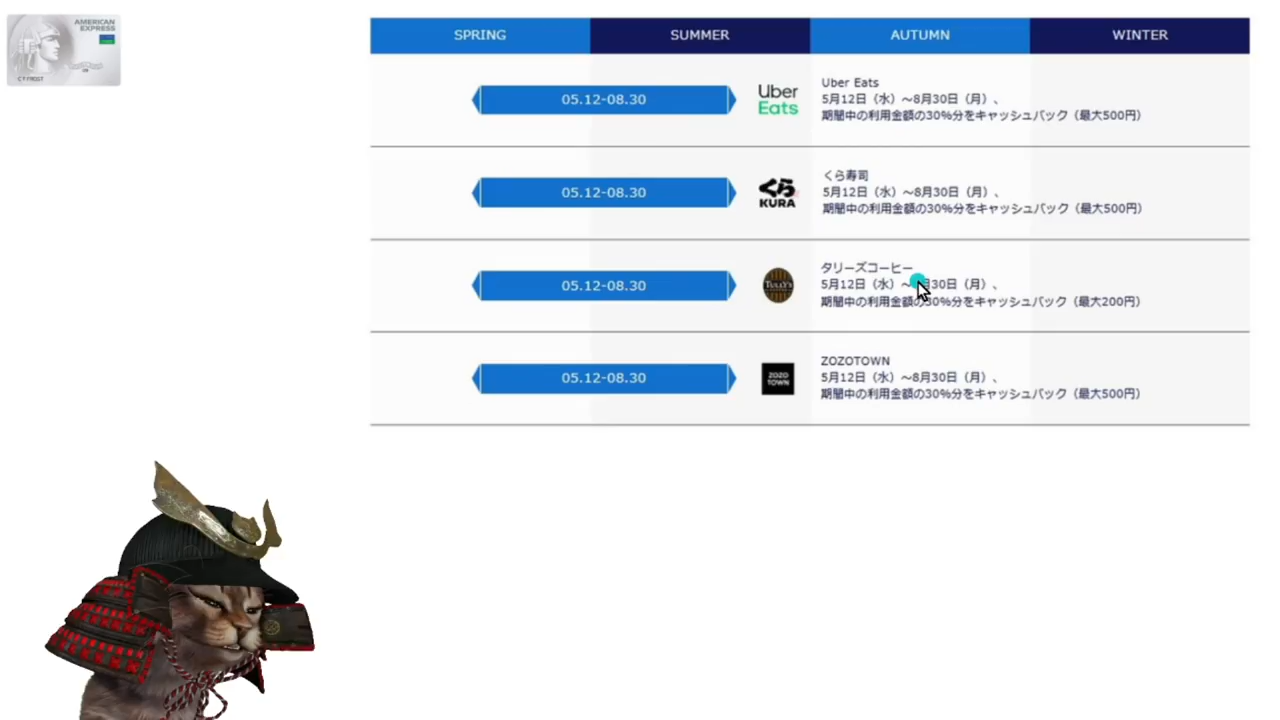 AMERICAN
EXPRESS
C F FROST
SPRING
SUMMER
AUTUMN
WINTER
05.12-08.30
Uber
Eats
Uber Eats
5月12日（水）～8月30日（月）、
期間中の利用金額の30%分をキャッシュバック（最大500円）
05.12-08.30
くら
KURA
くら寿司
5月12日（水）～8月30日（月）、
期間中の利用金額の30%分をキャッシュバック（最大500円）
05.12-08.30
TULLY'S
タリーズコーヒー
5月12日（水）～月30日（月）、
期間中の利用金額の30%分をキャッシュバック（最大200円）
05.12-08.30
ZOZO
TOWN
ZOZOTOWN
5月12日（水）～8月30日（月）、
期間中の利用金額の30%分をキャッシュバック（最大500円）